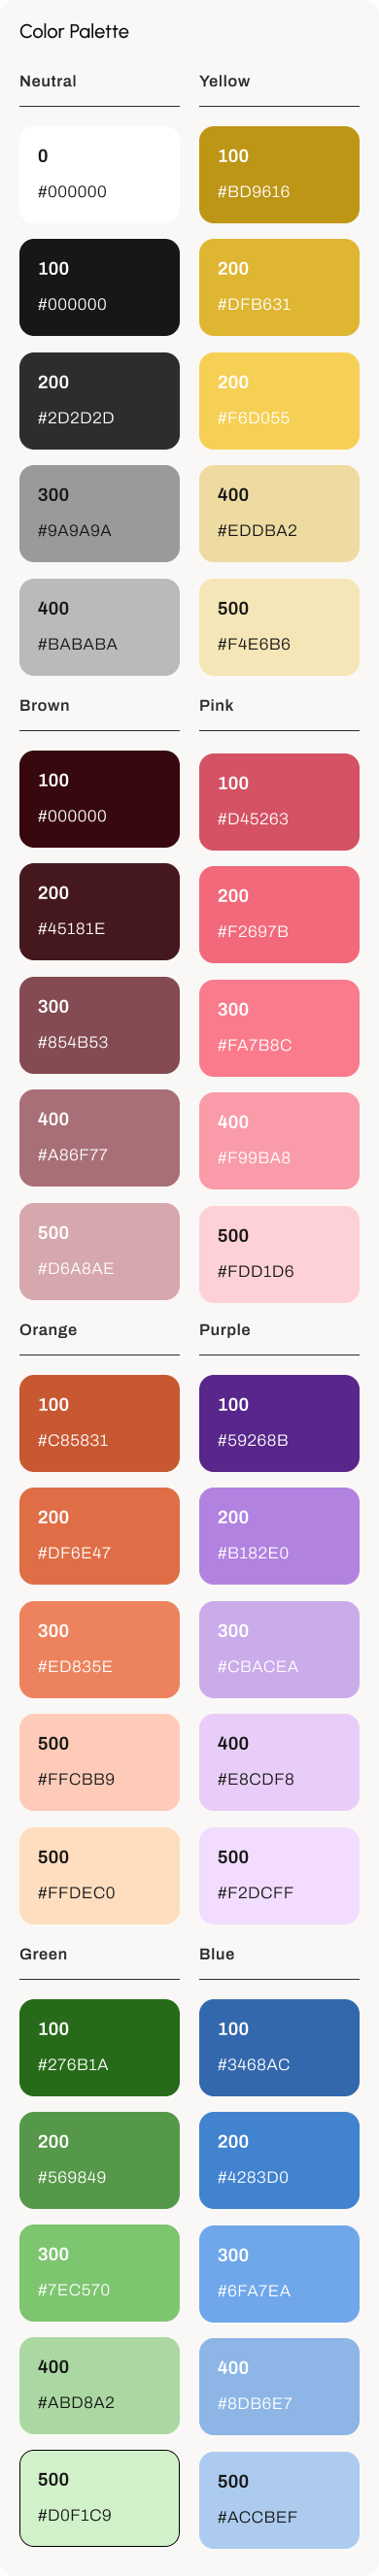 Color Palette
Neutral
0
#000000
100
#000000
200
#2D2D2D
300
#9A9A9A
400
#BABABA
Yellow
100
#BD9616
200
#DFB631
200
#F6D055
400
#EDDBA2
500
#F4E6B6
Brown
100
#000000
200
#45181E
300
#854B53
400
#A86F77
500
#D6A8AE
Pink
100
#D45263
200
#F2697B
300
#FA7B8C
400
#F99BA8
500
#FDD1D6
Orange
100
#C85831
200
#DF6E47
300
#ED835E
500
#FFCBB9
500
#FFDEC0
Purple
100
#59268B
200
#B182E0
300
#CBACEA
400
#E8CDF8
500
#F2DCFF
Green
100
#276B1A
200
#569849
300
#7EC570
400
#ABD8A2
500
#D0F1C9
Blue
100
#3468AC
200
#4283D0
300
#6FA7EA
400
#8DB6E7
500
#ACCBEF